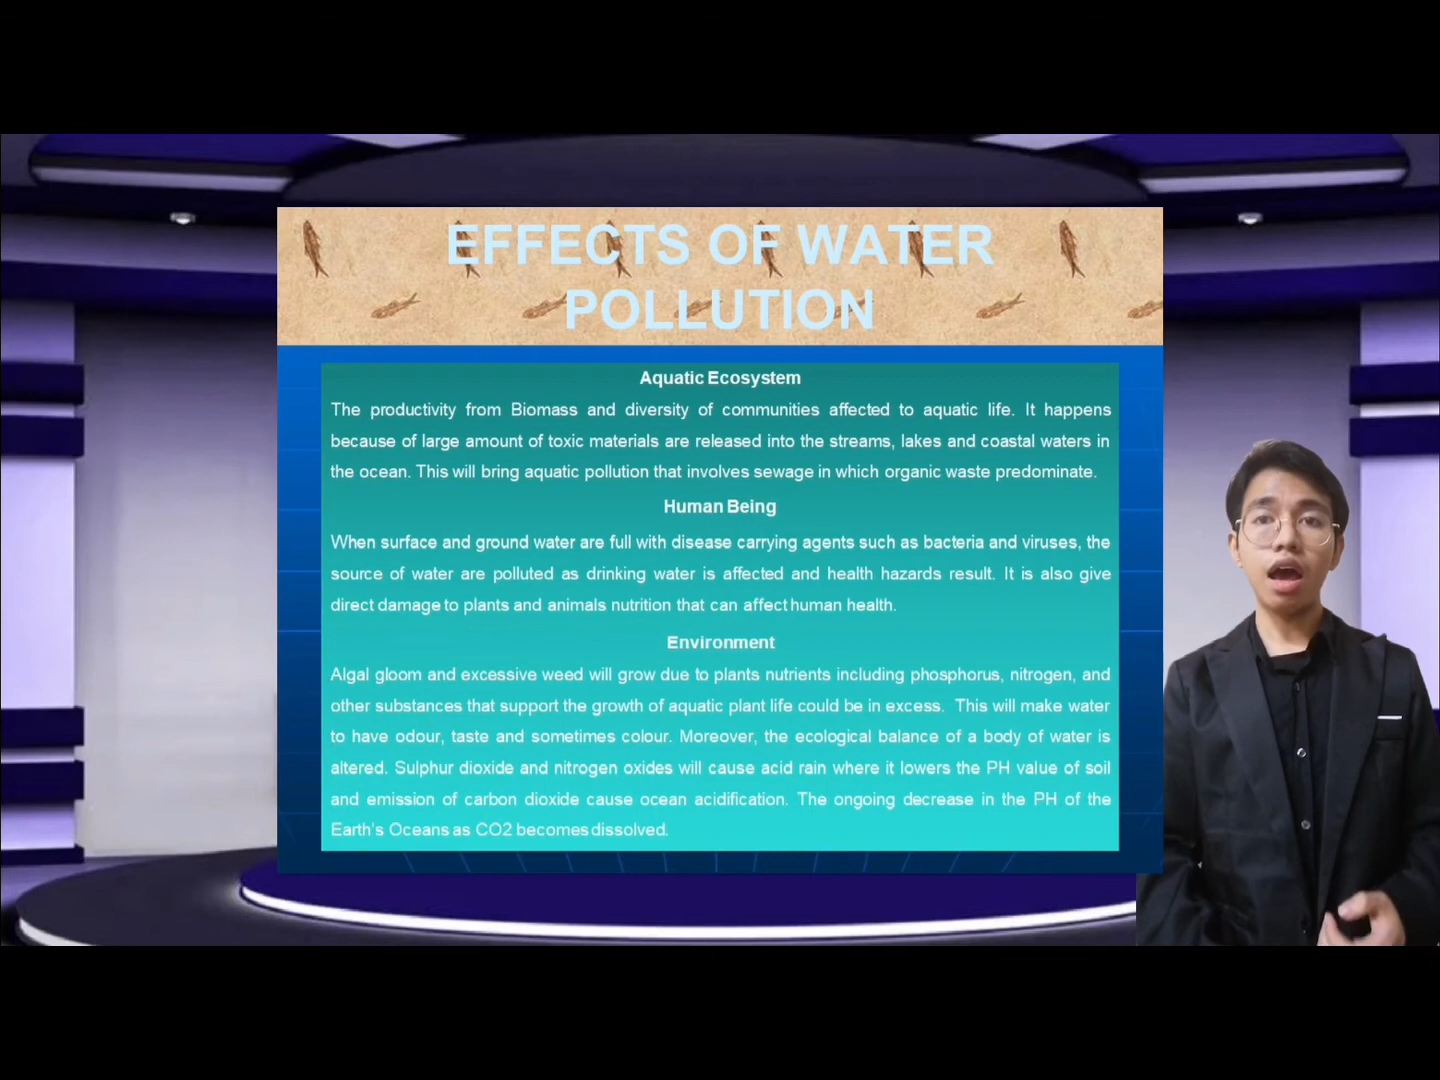 EFFECTS OF WATER
POLLUTION
Aquatic Ecosystem
The productivity from Biomass and diversity of communities affected to aquatic life. It happens
because of large amount of toxic materials are released into the streams, lakes and coastal waters in
the ocean. This will bring aquatic pollution that involves sewage in which organic waste predominate.
Human Being
When surface and ground water are full with disease carrying agents such as bacteria and viruses, the
source of water are polluted as drinking water is affected and health hazards result. It is also give
direct damage to plants and animals nutrition that can affect human health.
Environment
Algal gloom and excessive weed will grow due to plants nutrients including phosphorus, nitrogen, and
other substances that support the growth of aquatic plant life could be in excess. This will make water
to have odour, taste and sometimes colour. Moreover, the ecological balance of a body of water is
altered. Sulphur dioxide and nitrogen oxides will cause acid rain where it lowers the PH value of soil
and emission of carbon dioxide cause ocean acidification. The ongoing decrease in the PH of the
Earth's Oceans as CO2 becomes dissolved.